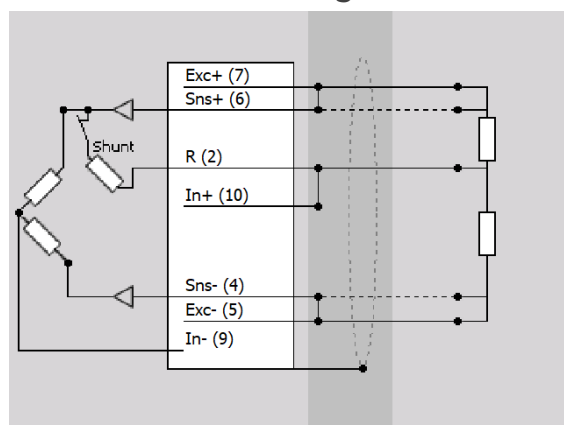 Exc+ (7)
Sns+ (6)
Shunt
R (2)
In+ (10)
Sns- (4)
Exc- (5)
In- (9)